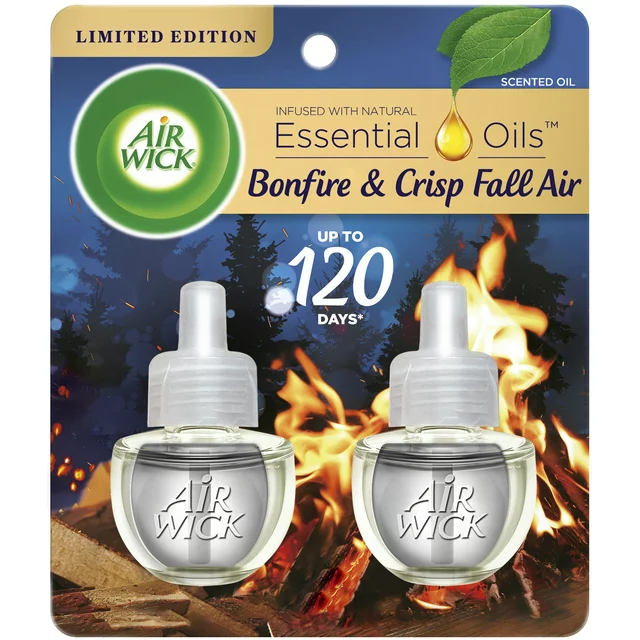 LIMITED EDITION
SCENTED OIL
AIR
WICK
INFUSED WITH NATURAL
Essential Oils™
Bonfire & Crisp Fall Air
UP TO
120
DAYS*
AIR
WICK
AIR
WICK